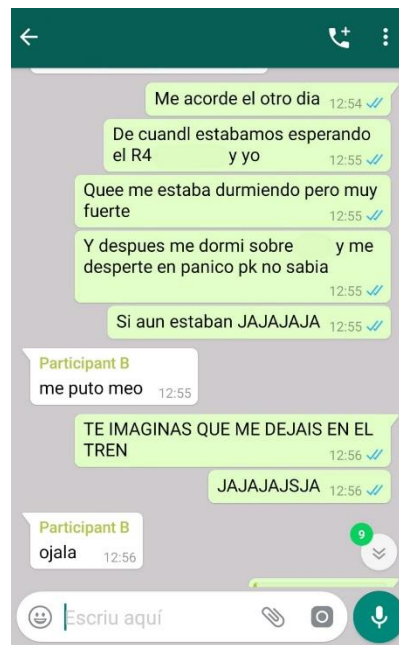 Me acorde el otro dia 12:54
De cuandl estabamos esperando
el R4 y yo 12:55
Quee me estaba durmiendo pero muy
fuerte 12:55
Y despues me dormi sobre y me
desperte en panico pk no sabia
12:55
Si aun estaban JAJAJAJA 12:55
Participant B
me puto meo 12:55
TE IMAGINAS QUE ME DEJAIS EN EL
TREN 12:56
JAJAJAJSJA 12:56
Participant B
ojala 12:56
9
Escriu aquí